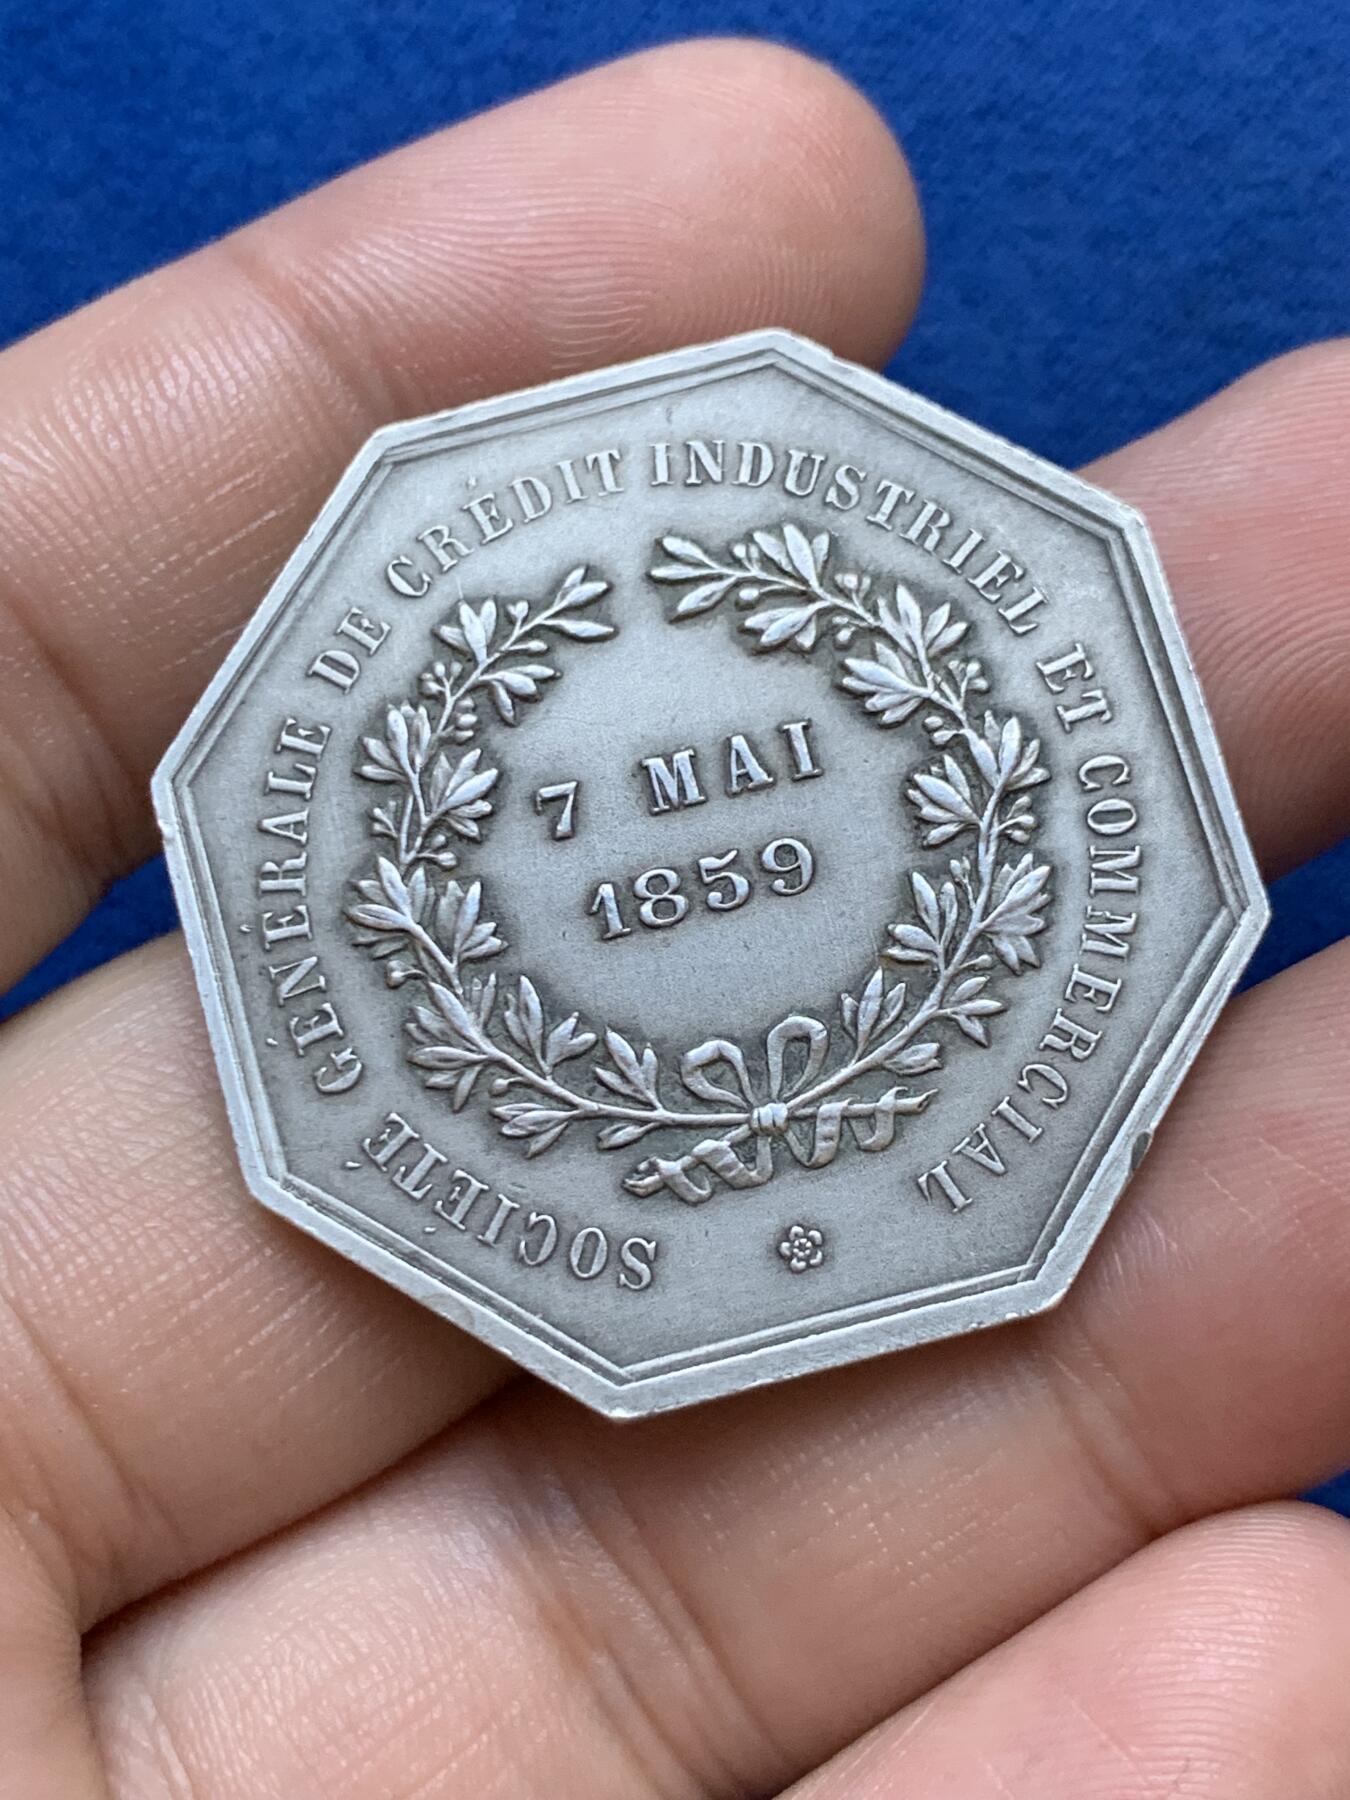 SOCIÉTÉ GÉNÉRALE DE CRÉDIT INDUSTRIEL ET COMMERCIAL
7 MAI
1859